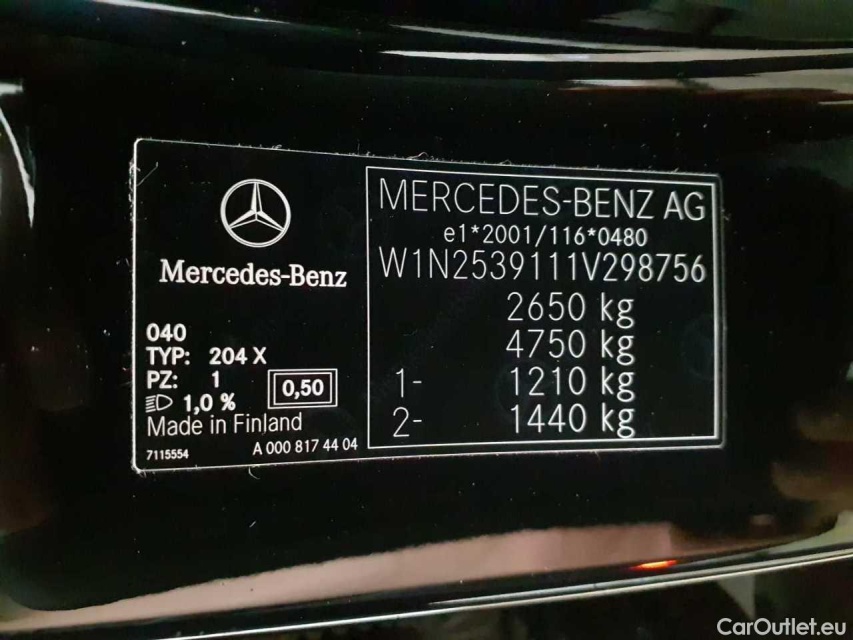 Mercedes-Benz
040
TYP: 204 X
PZ: 1
0,50
1,0 %
Made in Finland
7115554
A 000 817 44 04
MERCEDES-BENZ AG
e1*2001/116*0480
W1N2539111V298756
2650 kg
4750 kg
1- 1210 kg
2- 1440 kg
CarOutlet.eu